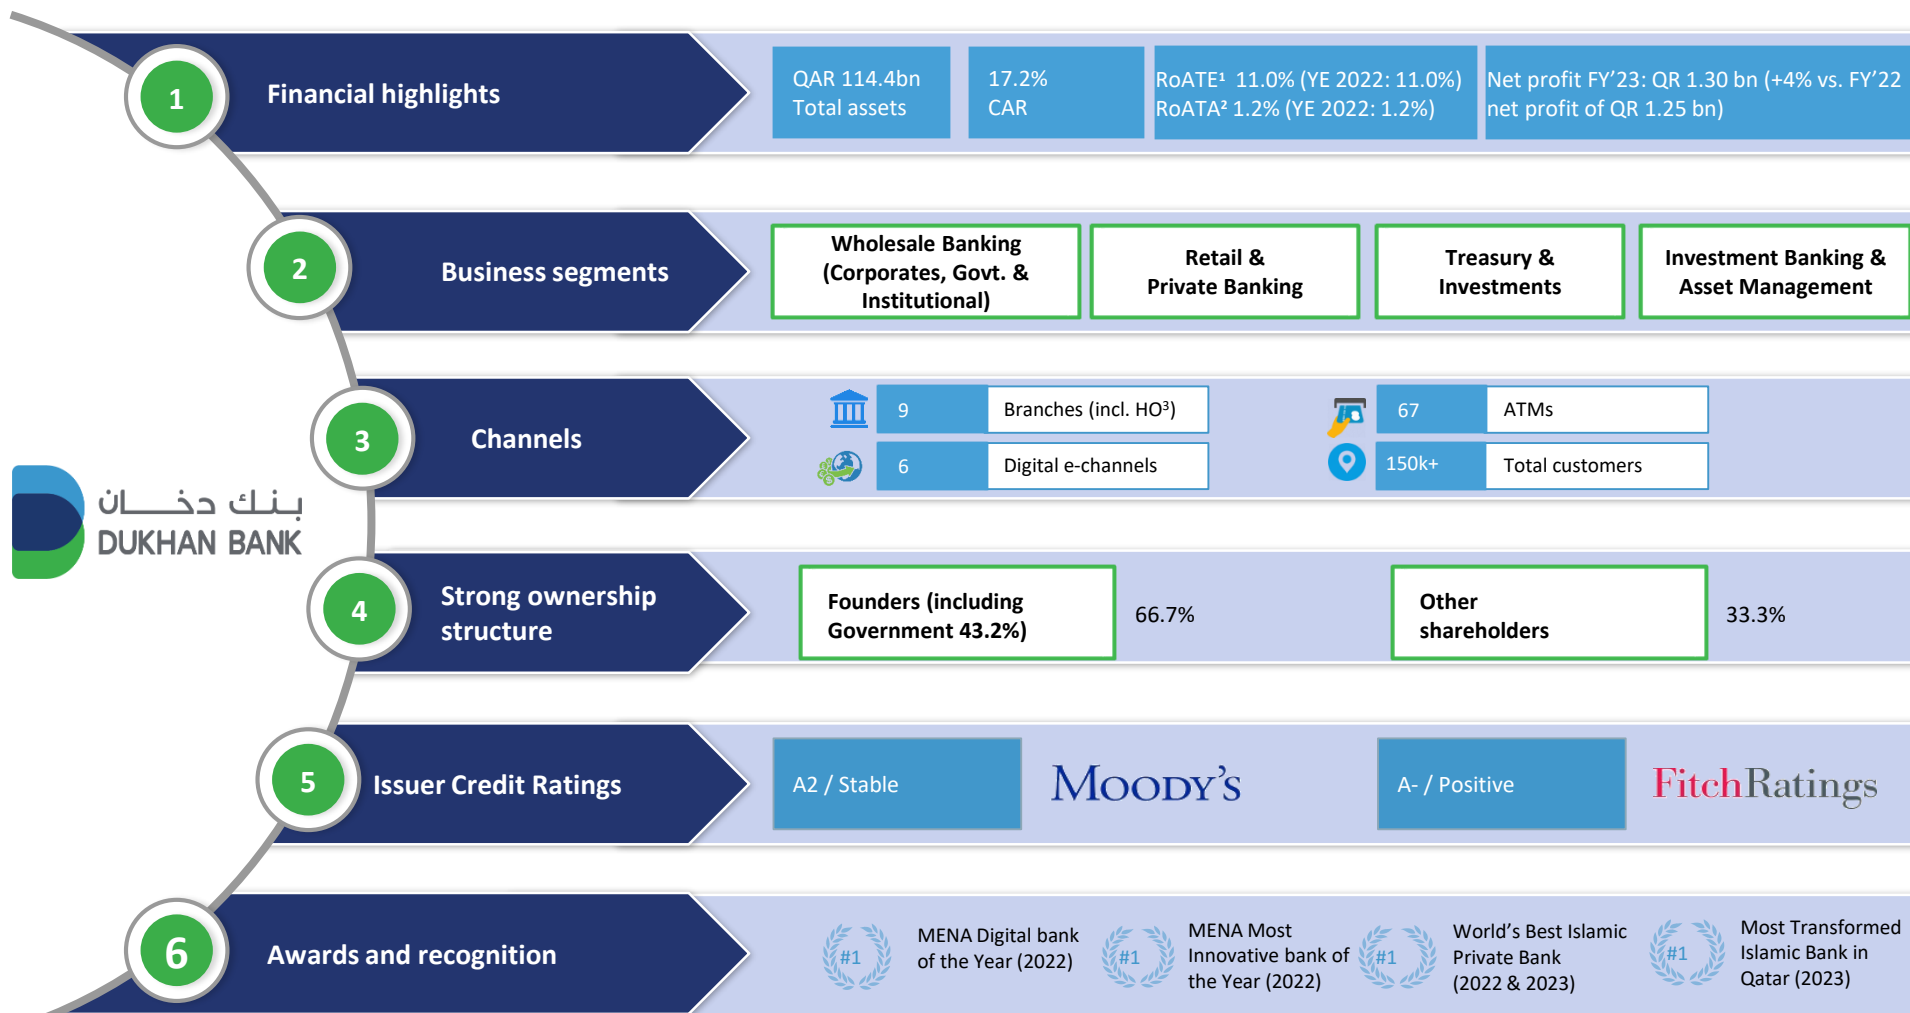 1
Financial highlights
QAR 114.4bn
Total assets
17.2%
CAR
RoATE¹ 11.0% (YE 2022: 11.0%)
RoATA² 1.2% (YE 2022: 1.2%)
Net profit FY’23: QR 1.30 bn (+4% vs. FY’22
net profit of QR 1.25 bn)
2
Business segments
Wholesale Banking
(Corporates, Govt. &
Institutional)
Retail &
Private Banking
Treasury &
Investments
Investment Banking &
Asset Management
3
Channels
9
Branches (incl. HO³)
67
ATMs
6
Digital e-channels
150k+
Total customers
بنك دخان
DUKHAN BANK
4
Strong ownership
structure
Founders (including
Government 43.2%)
66.7%
Other
shareholders
33.3%
5
Issuer Credit Ratings
A2 / Stable
MOODY’S
A- / Positive
FitchRatings
6
Awards and recognition
#1
MENA Digital bank
of the Year (2022)
#1
MENA Most
Innovative bank of
the Year (2022)
#1
World’s Best Islamic
Private Bank
(2022 & 2023)
#1
Most Transformed
Islamic Bank in
Qatar (2023)